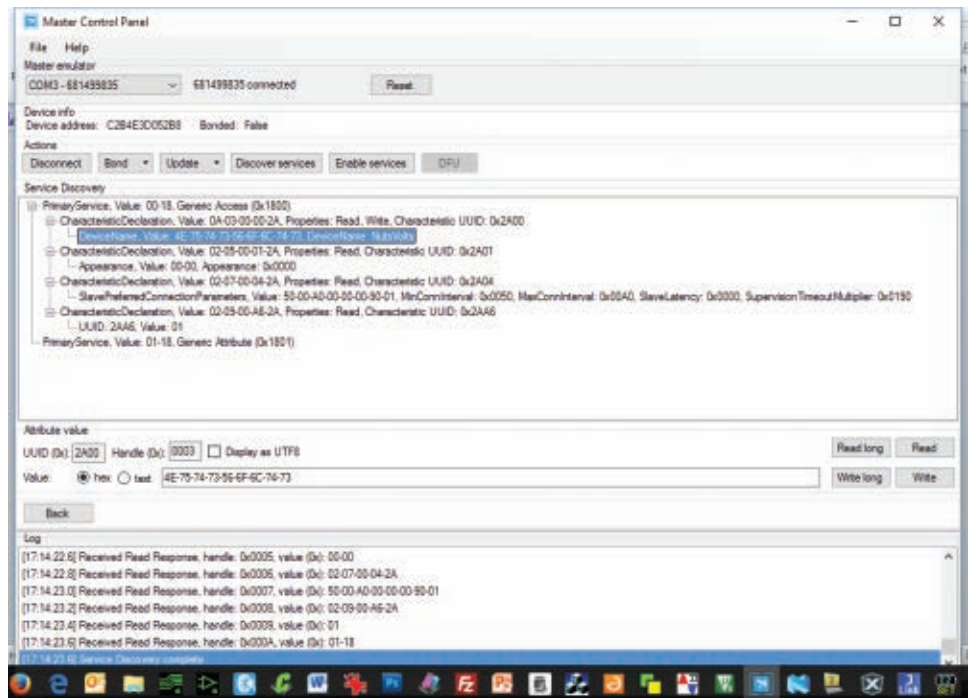 Master Control Panel
File Help
Master emulator
COM3 - 681499835 681499835 connected Reset
Device info
Device address: C2B4E3D052B8 Bonded: False
Actions
Disconnect Bond Update Discover services Enable services DFU
Service Discovery
PrimaryService, Value: 00-18, Generic Access (0x1800)
CharacteristicDeclaration, Value: 0A-03-00-00-2A, Properties: Read, Write, Characteristic UUID: 0x2A00
DeviceName, Value: 4E-75-74-73-56-6F-6C-74-73, DeviceName: NutsVolts
CharacteristicDeclaration, Value: 02-05-00-01-2A, Properties: Read, Characteristic UUID: 0x2A01
Appearance, Value: 00-00, Appearance: 0x0000
CharacteristicDeclaration, Value: 02-07-00-04-2A, Properties: Read, Characteristic UUID: 0x2A04
SlavePreferredConnectionParameters, Value: 50-00-A0-00-00-00-90-01, MinConnInterval: 0x0050, MaxConnInterval: 0x00A0, SlaveLatency: 0x0000, SupervisionTimeoutMultiplier: 0x0190
CharacteristicDeclaration, Value: 02-09-00-A6-2A, Properties: Read, Characteristic UUID: 0x2AA6
UUID: 2AA6, Value: 01
PrimaryService, Value: 01-18, Generic Attribute (0x1801)
Attribute value
UUID (0x): 2A00 Handle (0x): 0003 Display as UTF8 Read long Read
Value: hex text 4E-75-74-73-56-6F-6C-74-73 Write long Write
Back
Log
[17:14:22.6] Received Read Response, handle: 0x0005, value (0x): 00-00
[17:14:22.8] Received Read Response, handle: 0x0006, value (0x): 02-07-00-04-2A
[17:14:23.0] Received Read Response, handle: 0x0007, value (0x): 50-00-A0-00-00-00-90-01
[17:14:23.2] Received Read Response, handle: 0x0008, value (0x): 02-09-00-A6-2A
[17:14:23.4] Received Read Response, handle: 0x0009, value (0x): 01
[17:14:23.6] Received Read Response, handle: 0x000A, value (0x): 01-18
[17:14:23.6] Service Discovery complete